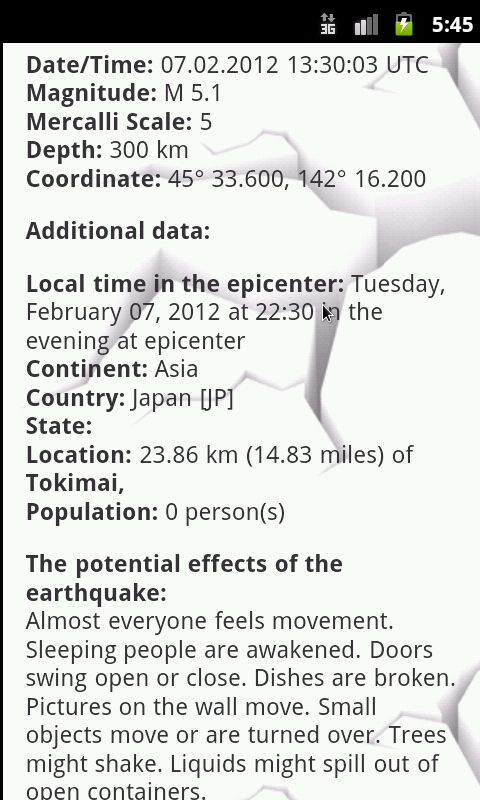 3G 5:45
Date/Time: 07.02.2012 13:30:03 UTC
Magnitude: M 5.1
Mercalli Scale: 5
Depth: 300 km
Coordinate: 45° 33.600, 142° 16.200
Additional data:
Local time in the epicenter: Tuesday,
February 07, 2012 at 22:30 in the
evening at epicenter
Continent: Asia
Country: Japan [JP]
State:
Location: 23.86 km (14.83 miles) of
Tokimai,
Population: 0 person(s)
The potential effects of the
earthquake:
Almost everyone feels movement.
Sleeping people are awakened. Doors
swing open or close. Dishes are broken.
Pictures on the wall move. Small
objects move or are turned over. Trees
might shake. Liquids might spill out of
open containers.